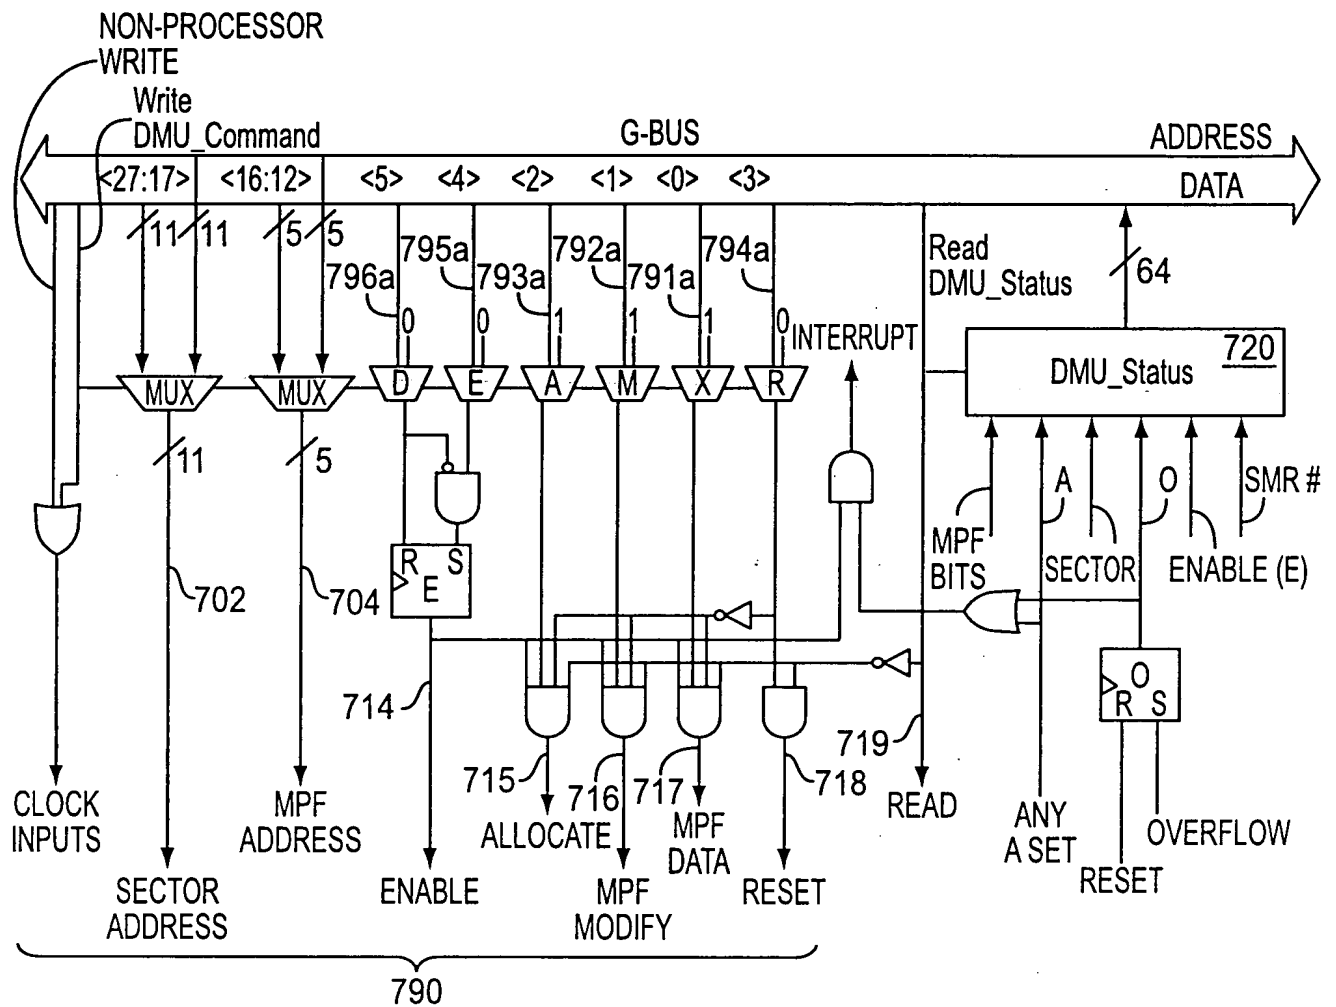 NON-PROCESSOR
WRITE
Write
DMU_Command
G-BUS
ADDRESS
DATA
<27:17>
<16:12>
<5>
<4>
<2>
<1>
<0>
<3>
11
11
5
5
796a
795a
793a
792a
791a
794a
Read
DMU_Status
64
0
0
1
1
1
0
INTERRUPT
720
DMU_Status
MUX
MUX
D
E
A
M
X
R
11
5
A
O
SMR #
MPF
BITS
SECTOR
ENABLE (E)
R S
E
702
704
O
R S
714
715
716
717
718
719
CLOCK
INPUTS
MPF
ADDRESS
ALLOCATE
MPF
DATA
READ
ANY
A SET
OVERFLOW
RESET
SECTOR
ADDRESS
ENABLE
MPF
MODIFY
RESET
790